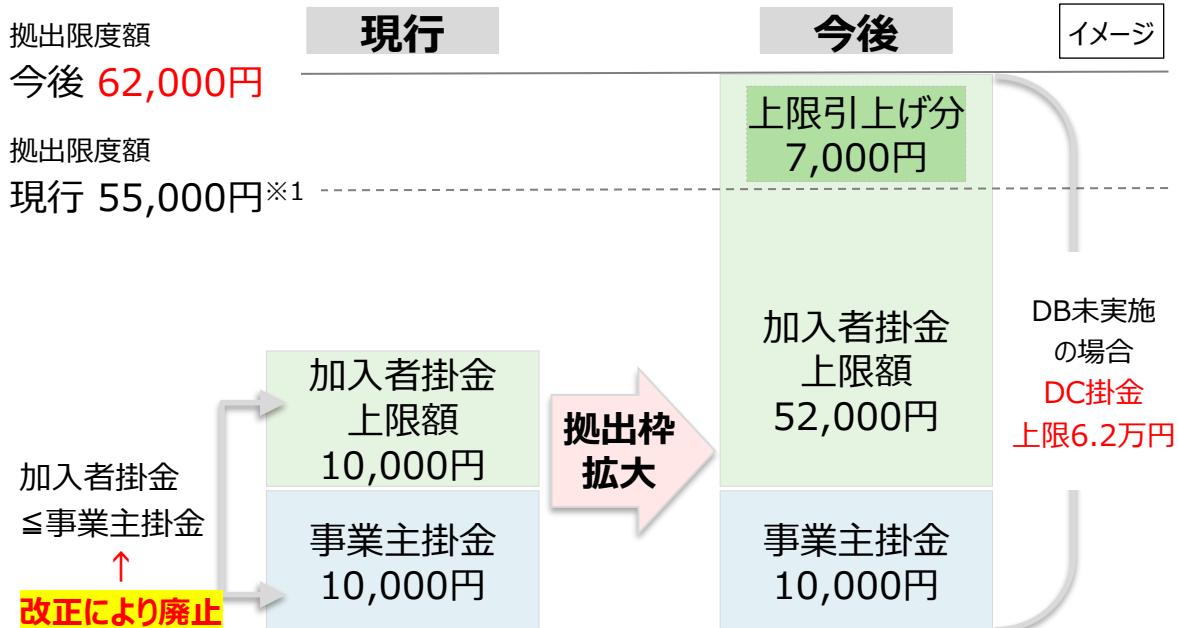 現行
今後
イメージ
拠出限度額
今後 62,000円
拠出限度額
現行 55,000円※1
上限引上げ分
7,000円
加入者掛金
上限額
52,000円
DB未実施
の場合
DC掛金
上限6.2万円
加入者掛金
上限額
10,000円
拠出枠
拡大
加入者掛金
≦事業主掛金
↑
改正により廃止
事業主掛金
10,000円
事業主掛金
10,000円